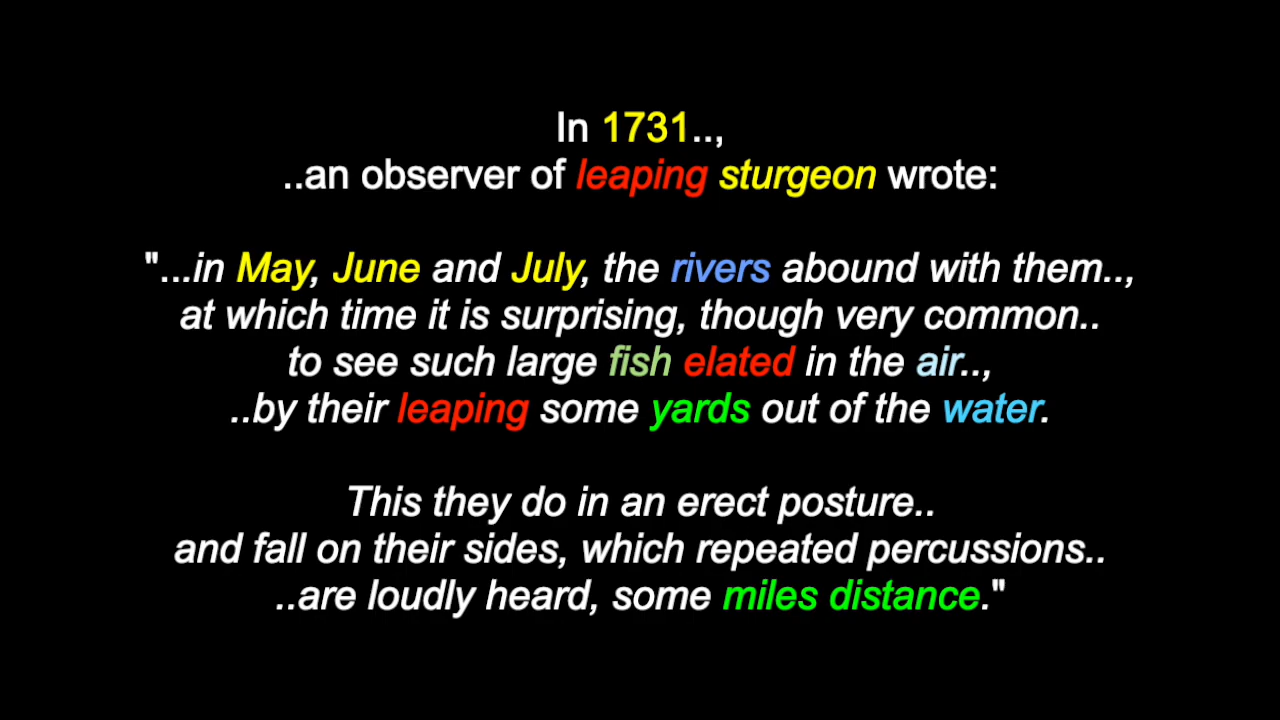 In 1731..,
..an observer of leaping sturgeon wrote:
"...in May, June and July, the rivers abound with them..,
at which time it is surprising, though very common..
to see such large fish elated in the air..,
..by their leaping some yards out of the water.
This they do in an erect posture..
and fall on their sides, which repeated percussions..
..are loudly heard, some miles distance."